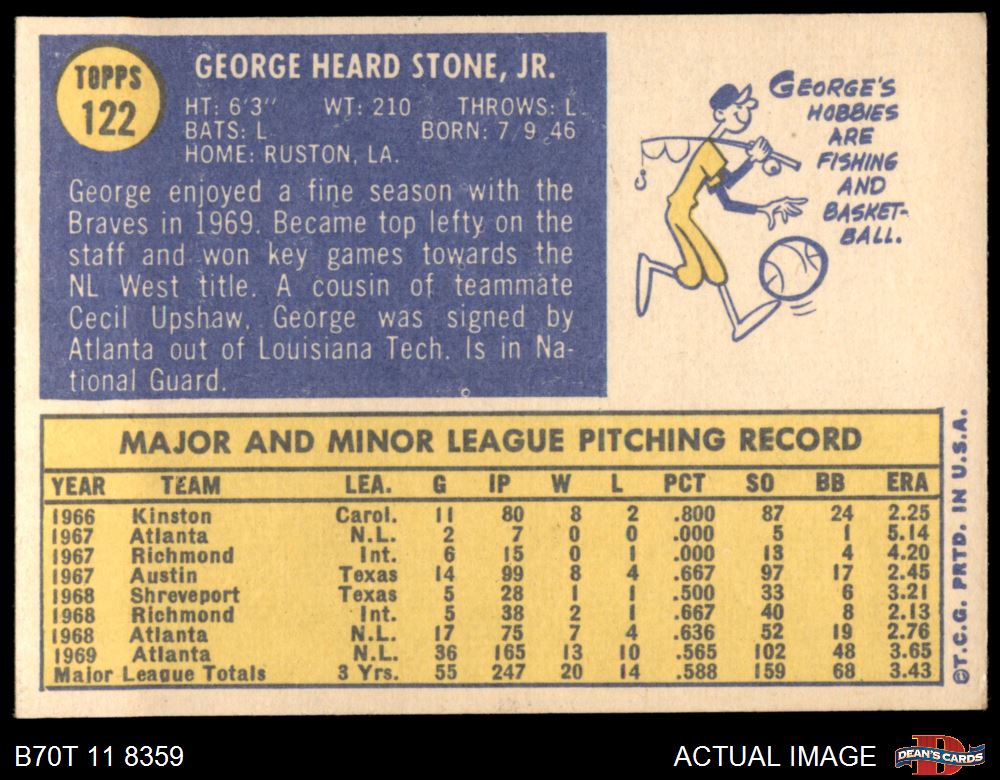 TOPPS
122
GEORGE HEARD STONE, JR.
HT: 6'3" WT: 210 THROWS: L
BATS: L BORN: 7 9 46
HOME: RUSTON, LA.
George enjoyed a fine season with the
Braves in 1969. Became top lefty on the
staff and won key games towards the
NL West title. A cousin of teammate
Cecil Upshaw, George was signed by
Atlanta out of Louisiana Tech. Is in Na-
tional Guard.
GEORGE'S
HOBBIES
ARE
FISHING
AND
BASKET-
BALL.
MAJOR AND MINOR LEAGUE PITCHING RECORD
YEAR TEAM LEA. G IP W L PCT SO BB ERA
1966 Kinston Carol. 11 80 8 2 .800 87 24 2.25
1967 Atlanta N.L. 2 7 0 0 .000 5 1 5.14
1967 Richmond Int. 6 15 0 1 .000 13 4 4.20
1967 Austin Texas 14 99 8 4 .667 97 17 2.45
1968 Shreveport Texas 5 28 1 1 .500 33 6 3.21
1968 Richmond Int. 5 38 2 1 .667 40 8 2.13
1968 Atlanta N.L. 17 75 7 4 .636 52 19 2.76
1969 Atlanta N.L. 36 165 13 10 .565 102 48 3.65
Major League Totals 3 Yrs. 55 247 20 14 .588 159 68 3.43
©T.C.G. PRTD. IN U.S.A.
B70T 11 8359
ACTUAL IMAGE
D
DEAN'S CARDS